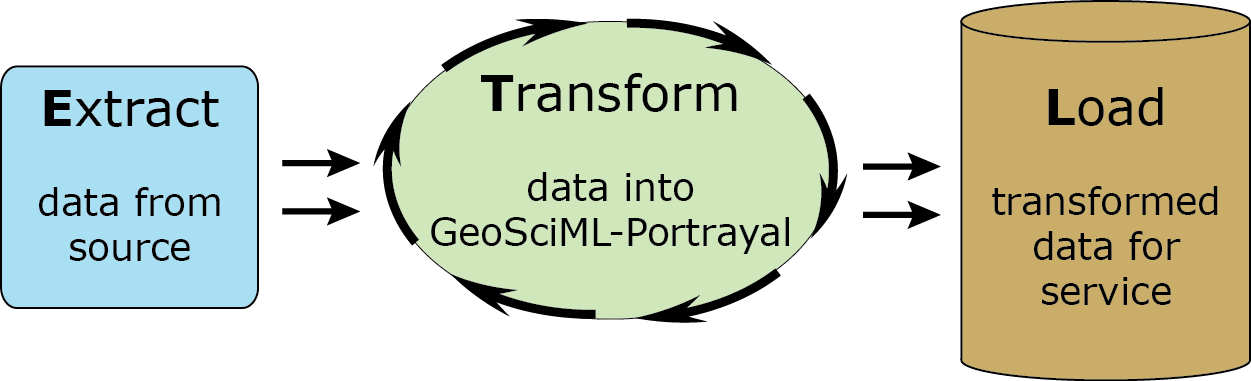 Extract
data from
source
Transform
data into
GeoSciML-Portrayal
Load
transformed
data for
service